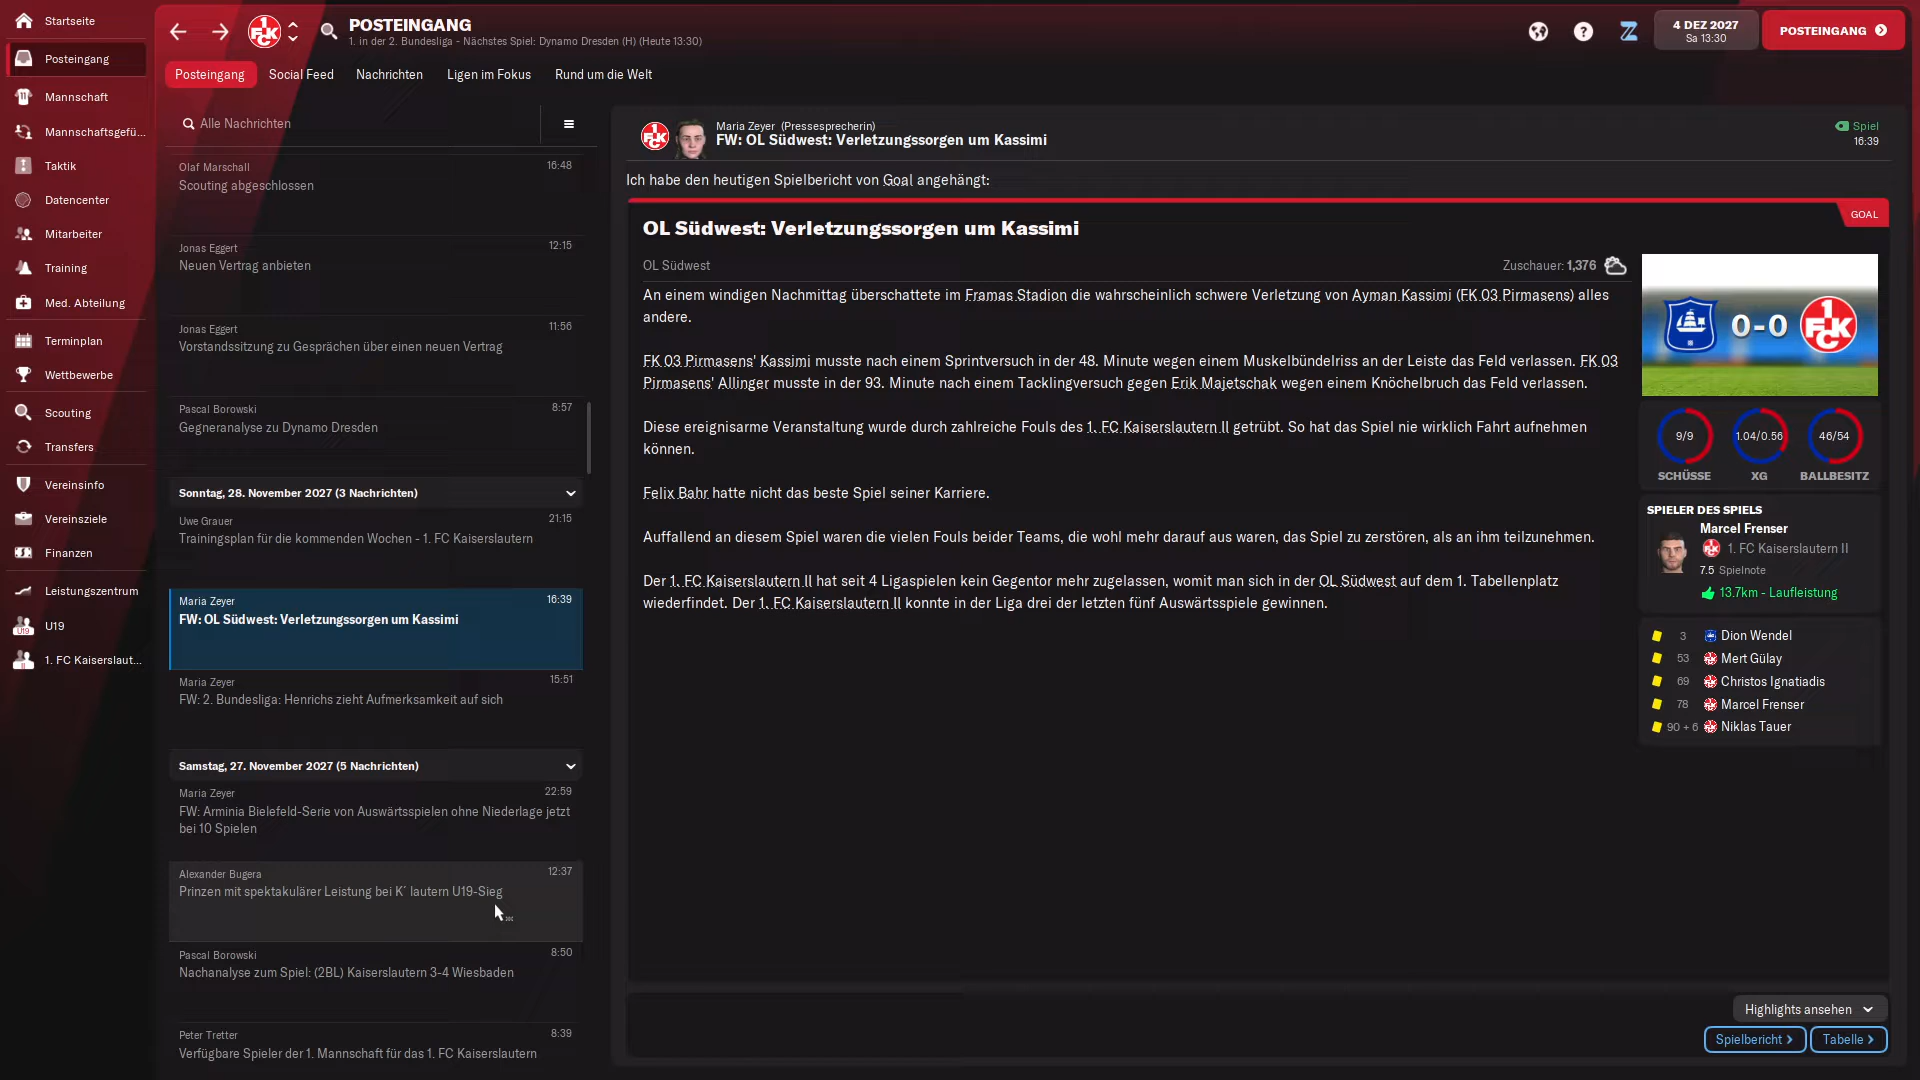 Startseite
Posteingang
Mannschaft
Mannschaftsgefü...
Taktik
Datencenter
Mitarbeiter
Training
Med. Abteilung
Terminplan
Wettbewerbe
Scouting
Transfers
Vereinsinfo
Vereinsziele
Finanzen
Leistungszentrum
U19
1. FC Kaiserslaut...
POSTEINGANG
1. in der 2. Bundesliga - Nächstes Spiel: Dynamo Dresden (H) (Heute 13:30)
4 DEZ 2027
Sa 13:30
POSTEINGANG
Posteingang
Social Feed
Nachrichten
Ligen im Fokus
Rund um die Welt
Alle Nachrichten
Olaf Marschall 16:48
Scouting abgeschlossen
Jonas Eggert 12:15
Neuen Vertrag anbieten
Jonas Eggert 11:56
Vorstandssitzung zu Gesprächen über einen neuen Vertrag
Pascal Borowski 8:57
Gegneranalyse zu Dynamo Dresden
Sonntag, 28. November 2027 (3 Nachrichten)
Uwe Grauer 21:15
Trainingsplan für die kommenden Wochen - 1. FC Kaiserslautern
Maria Zeyer 16:39
FW: OL Südwest: Verletzungssorgen um Kassimi
Maria Zeyer 15:51
FW: 2. Bundesliga: Henrichs zieht Aufmerksamkeit auf sich
Samstag, 27. November 2027 (5 Nachrichten)
Maria Zeyer 22:59
FW: Arminia Bielefeld-Serie von Auswärtsspielen ohne Niederlage jetzt
bei 10 Spielen
Alexander Bugera 12:37
Prinzen mit spektakulärer Leistung bei K´ lautern U19-Sieg
Pascal Borowski 8:50
Nachanalyse zum Spiel: (2BL) Kaiserslautern 3-4 Wiesbaden
Peter Tretter 8:39
Verfügbare Spieler der 1. Mannschaft für das 1. FC Kaiserslautern
Maria Zeyer (Pressesprecherin)
FW: OL Südwest: Verletzungssorgen um Kassimi
Spiel
16:39
Ich habe den heutigen Spielbericht von Goal angehängt:
GOAL
OL Südwest: Verletzungssorgen um Kassimi
OL Südwest Zuschauer: 1,376
An einem windigen Nachmittag überschattete im Framas Stadion die wahrscheinlich schwere Verletzung von Ayman Kassimi (FK 03 Pirmasens) alles
andere.
FK 03 Pirmasens' Kassimi musste nach einem Sprintversuch in der 48. Minute wegen einem Muskelbündelriss an der Leiste das Feld verlassen. FK 03
Pirmasens' Allinger musste in der 93. Minute nach einem Tacklingversuch gegen Erik Majetschak wegen einem Knöchelbruch das Feld verlassen.
Diese ereignisarme Veranstaltung wurde durch zahlreiche Fouls des 1. FC Kaiserslautern II getrübt. So hat das Spiel nie wirklich Fahrt aufnehmen
können.
Felix Bahr hatte nicht das beste Spiel seiner Karriere.
Auffallend an diesem Spiel waren die vielen Fouls beider Teams, die wohl mehr darauf aus waren, das Spiel zu zerstören, als an ihm teilzunehmen.
Der 1. FC Kaiserslautern II hat seit 4 Ligaspielen kein Gegentor mehr zugelassen, womit man sich in der OL Südwest auf dem 1. Tabellenplatz
wiederfindet. Der 1. FC Kaiserslautern II konnte in der Liga drei der letzten fünf Auswärtsspiele gewinnen.
0-0
9/9
1.04/0.56
46/54
SCHÜSSE
XG
BALLBESITZ
SPIELER DES SPIELS
Marcel Frenser
1. FC Kaiserslautern II
7.5 Spielnote
13.7km - Laufleistung
3 Dion Wendel
53 Mert Gülay
69 Christos Ignatiadis
78 Marcel Frenser
90 + 6 Niklas Tauer
Highlights ansehen
Spielbericht
Tabelle